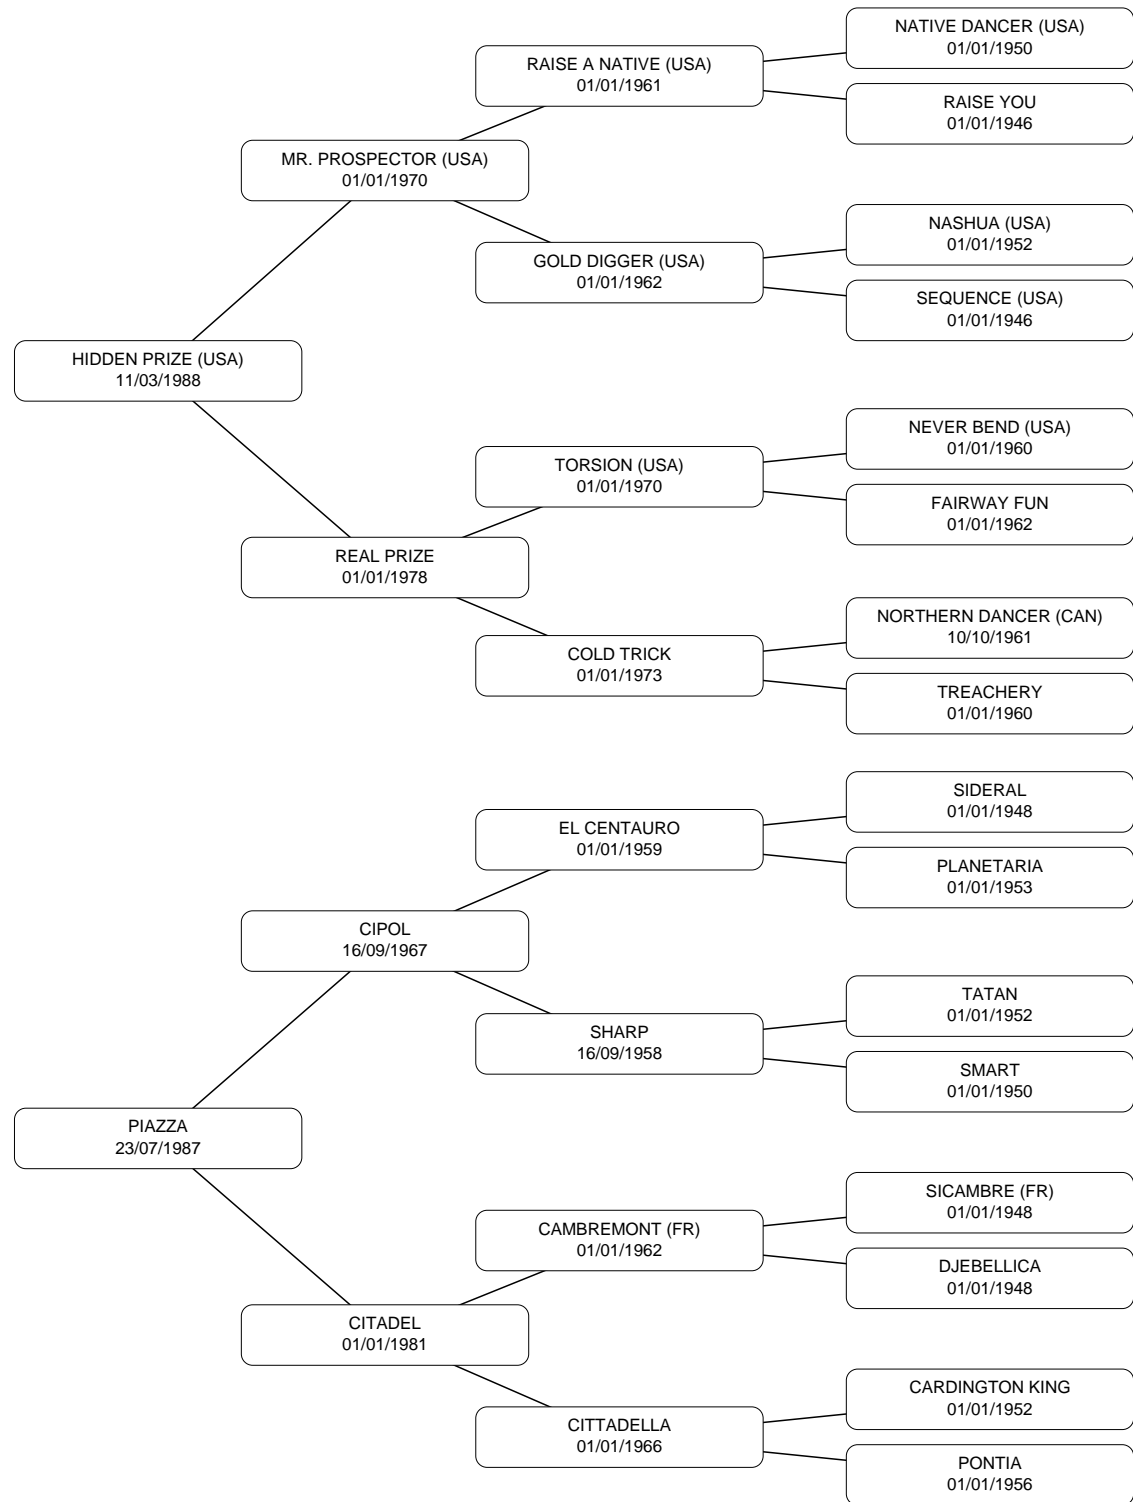 NATIVE DANCER (USA)
01/01/1950
RAISE A NATIVE (USA)
01/01/1961
RAISE YOU
01/01/1946
MR. PROSPECTOR (USA)
01/01/1970
NASHUA (USA)
01/01/1952
GOLD DIGGER (USA)
01/01/1962
SEQUENCE (USA)
01/01/1946
HIDDEN PRIZE (USA)
11/03/1988
NEVER BEND (USA)
01/01/1960
TORSION (USA)
01/01/1970
FAIRWAY FUN
01/01/1962
REAL PRIZE
01/01/1978
NORTHERN DANCER (CAN)
10/10/1961
COLD TRICK
01/01/1973
TREACHERY
01/01/1960
SIDERAL
01/01/1948
EL CENTAURO
01/01/1959
PLANETARIA
01/01/1953
CIPOL
16/09/1967
TATAN
01/01/1952
SHARP
16/09/1958
SMART
01/01/1950
PIAZZA
23/07/1987
SICAMBRE (FR)
01/01/1948
CAMBREMONT (FR)
01/01/1962
DJEBELLICA
01/01/1948
CITADEL
01/01/1981
CARDINGTON KING
01/01/1952
CITTADELLA
01/01/1966
PONTIA
01/01/1956